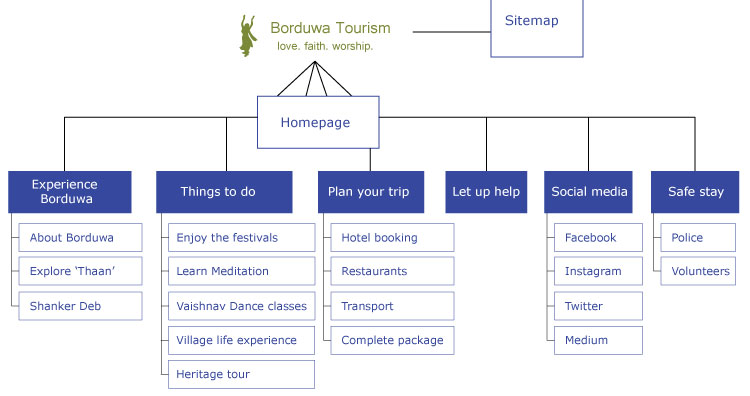 Borduwa Tourism
love. faith. worship.
Sitemap
Homepage
Experience
Borduwa
About Borduwa
Explore ‘Thaan’
Shanker Deb
Things to do
Enjoy the festivals
Learn Meditation
Vaishnav Dance classes
Village life experience
Heritage tour
Plan your trip
Hotel booking
Restaurants
Transport
Complete package
Let up help
Social media
Facebook
Instagram
Twitter
Medium
Safe stay
Police
Volunteers